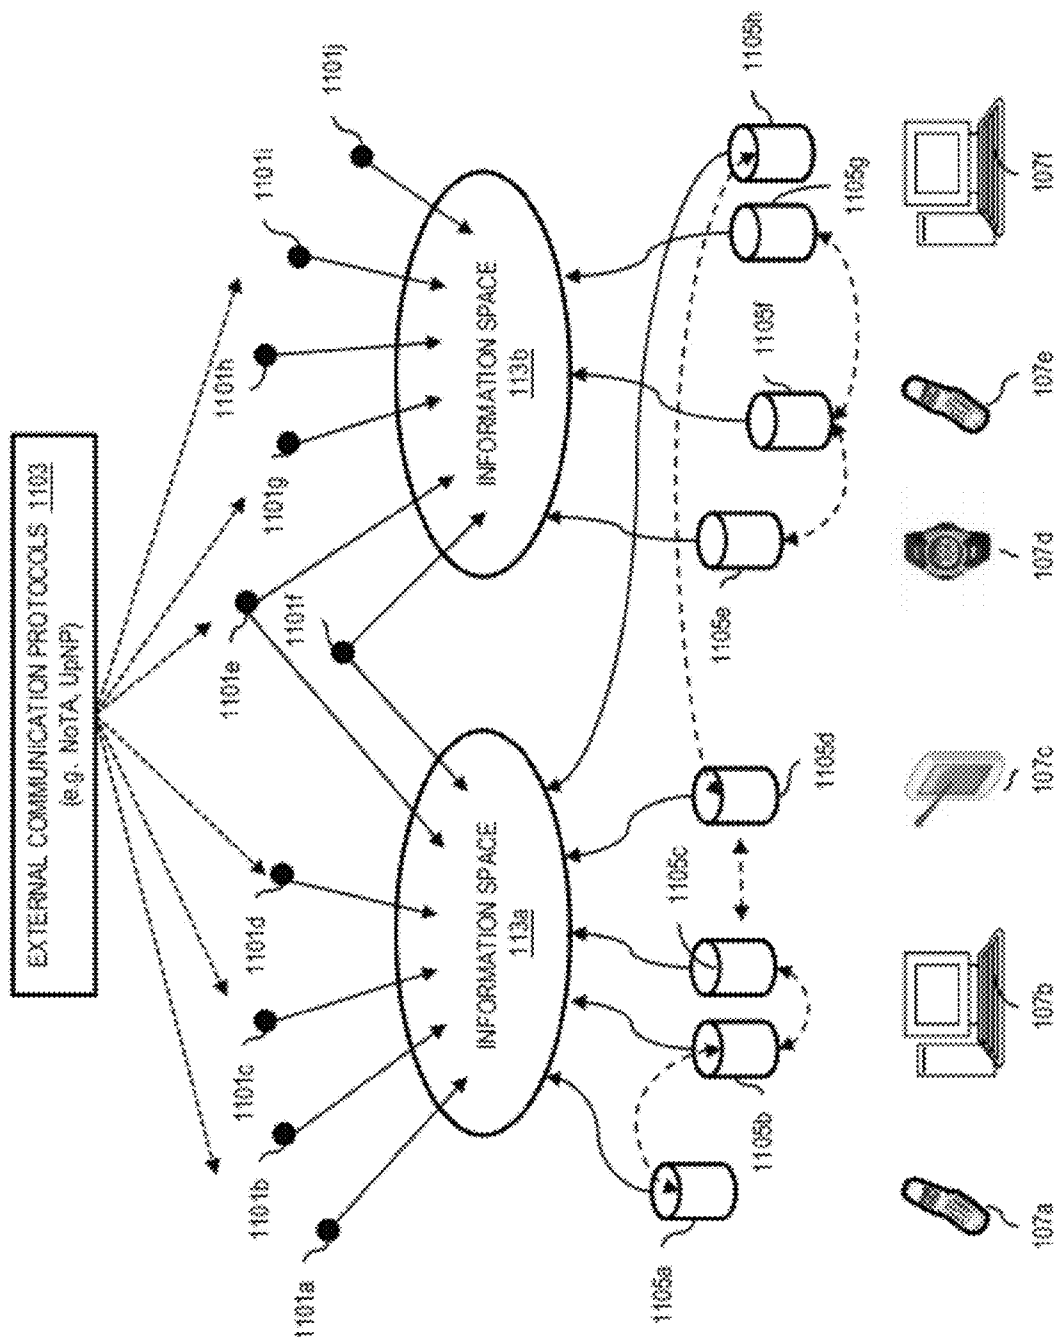 EXTERNAL COMMUNICATION PROTOCOLS 1103
(e.g. NoTA, UpNP)
1101a
1101b
1101c
1101d
1101e
1101f
1101g
1101h
1101i
1101j
INFORMATION SPACE
113a
INFORMATION SPACE
113b
1105a
1105b
1105c
1105d
1105e
1105f
1105g
1105h
107a
107b
107c
107d
107e
107f